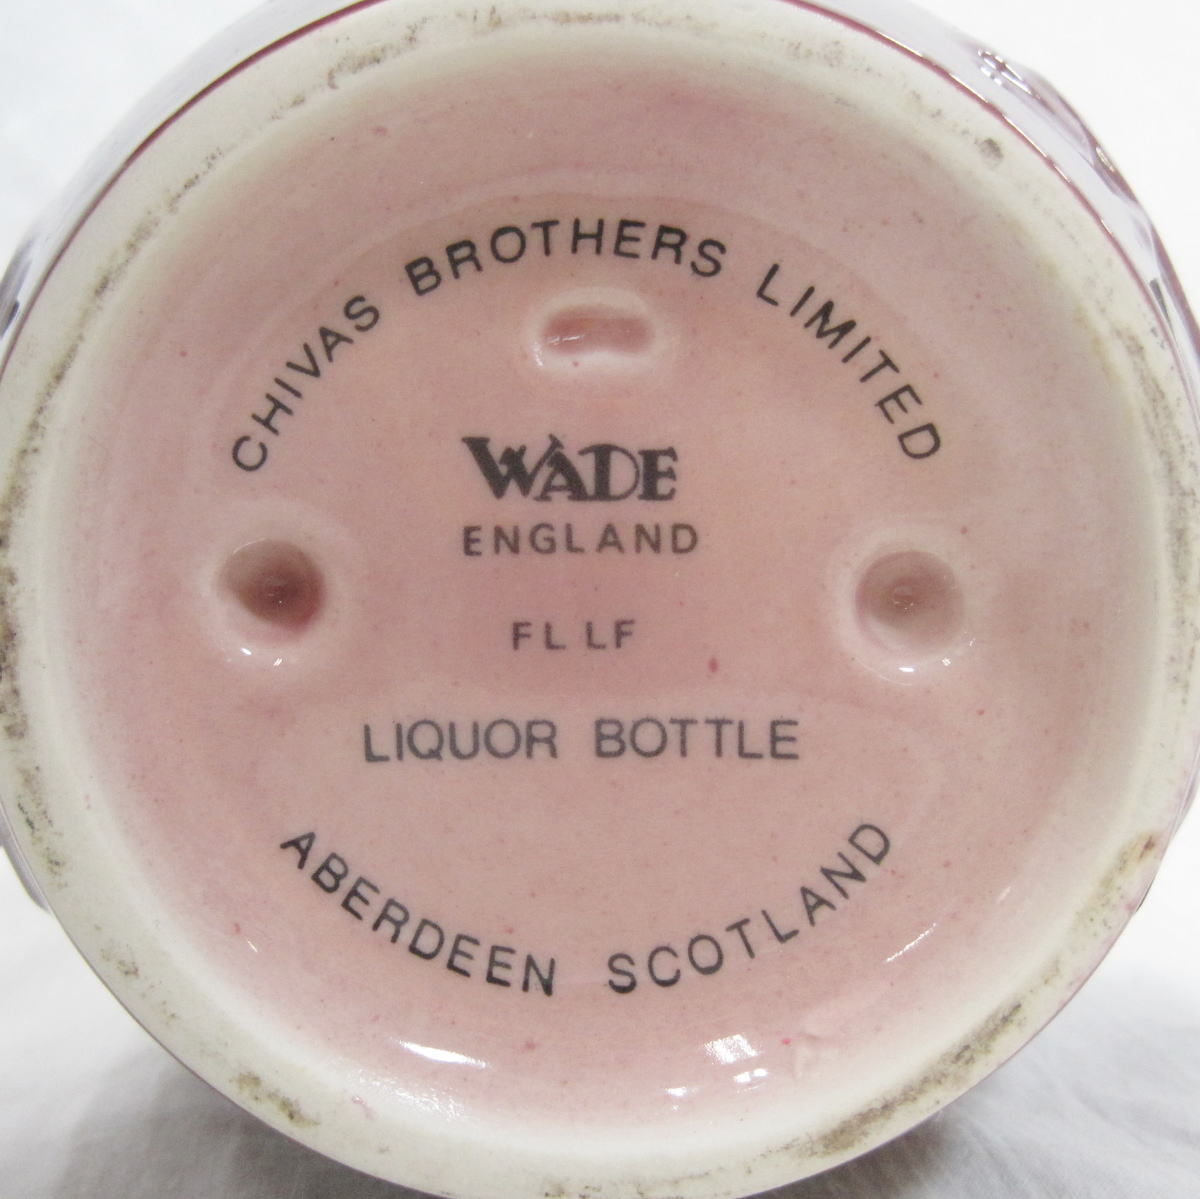 CHIVAS BROTHERS LIMITED
WADE
ENGLAND
FL LF
LIQUOR BOTTLE
ABERDEEN SCOTLAND